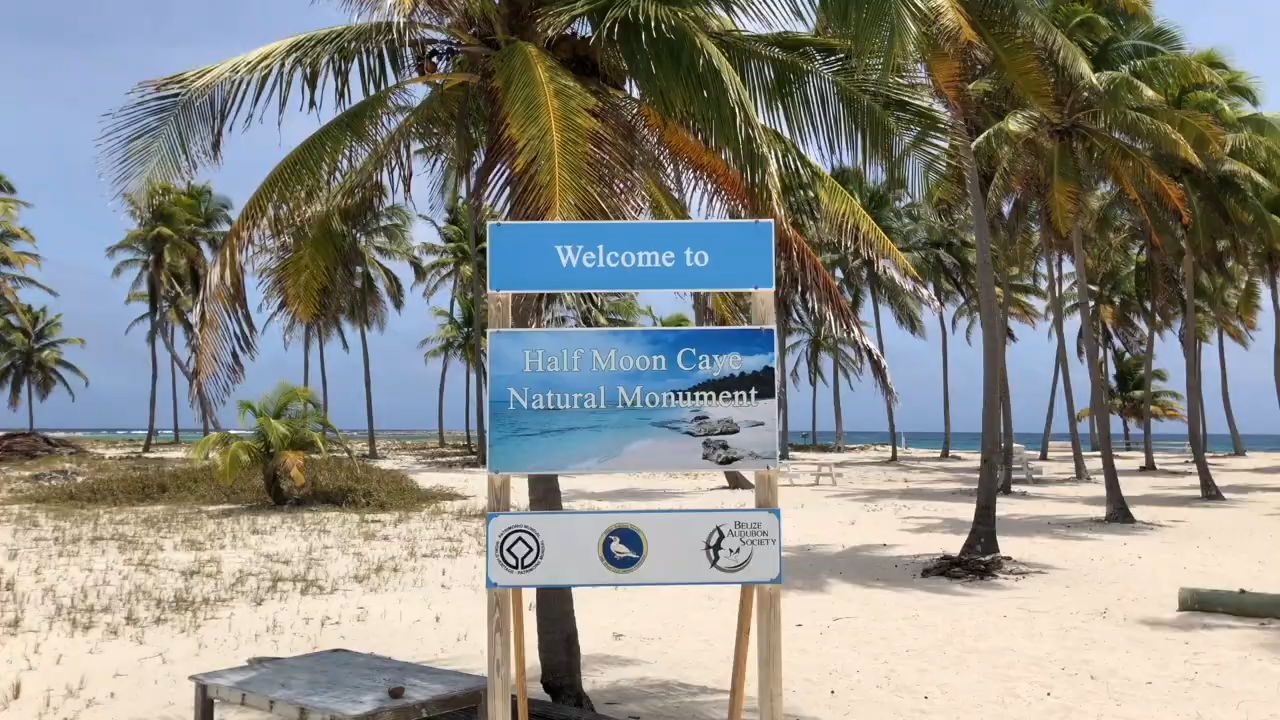 Welcome to
Half Moon Caye
Natural Monument
BELIZE
AUDUBON
SOCIETY